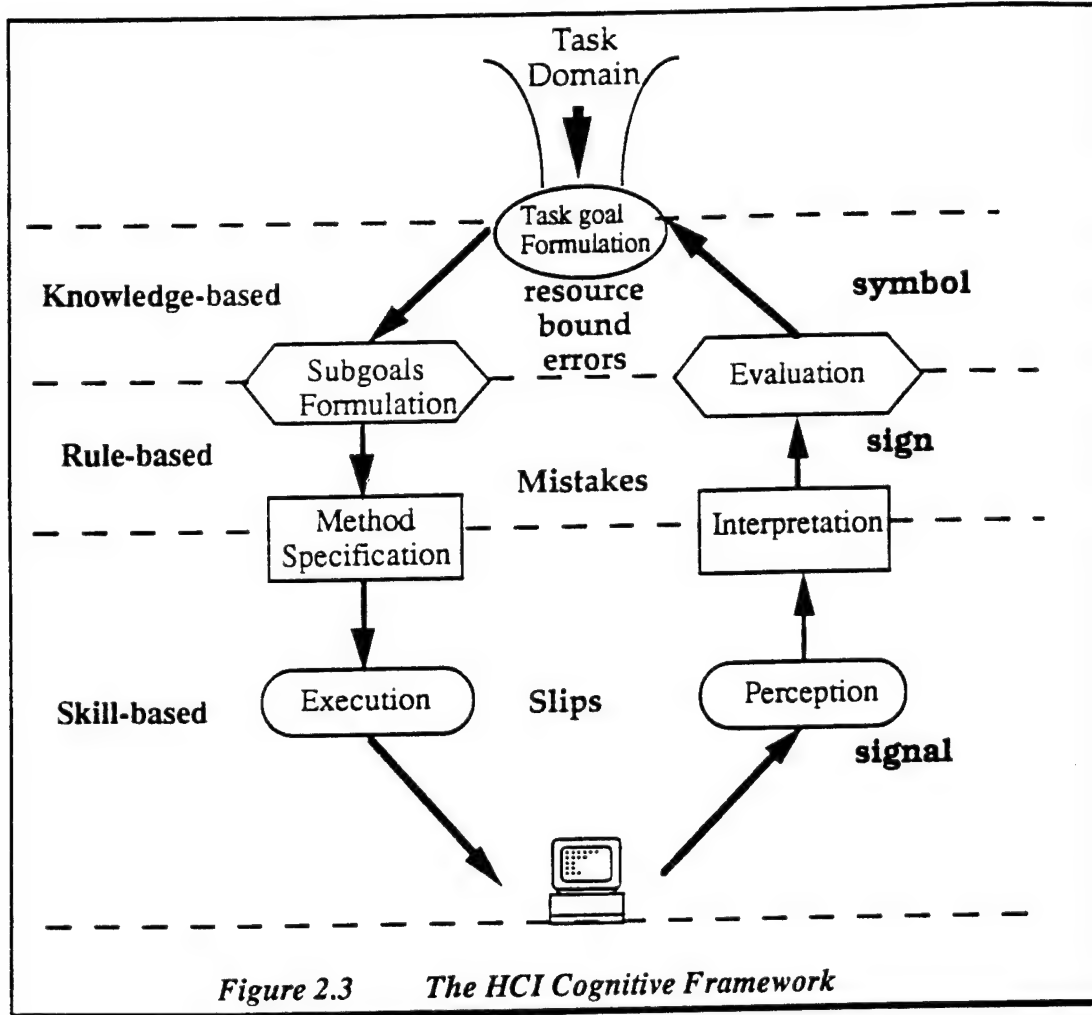 Task
Domain
Task goal
Formulation
Knowledge-based
resource
bound
errors
symbol
Subgoals
Formulation
Evaluation
Rule-based
Mistakes
sign
Method
Specification
Interpretation
Skill-based
Execution
Slips
Perception
signal
Figure 2.3 The HCI Cognitive Framework